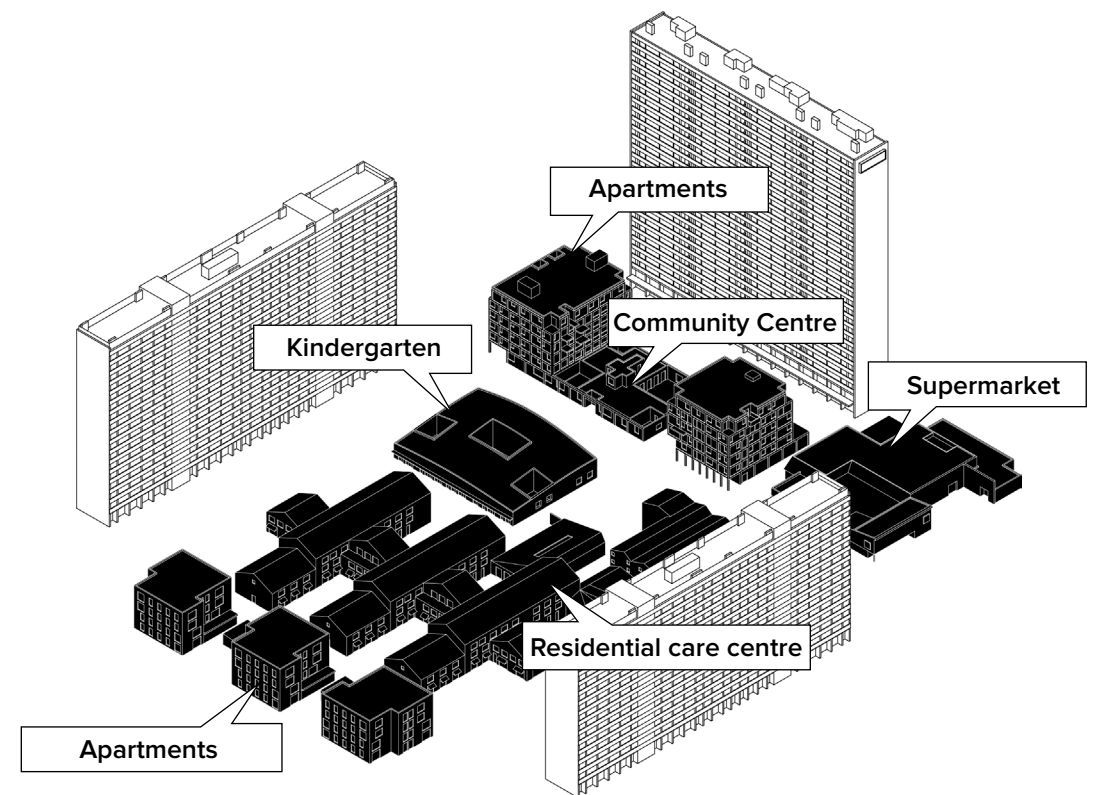 Apartments
Community Centre
Kindergarten
Supermarket
Residential care centre
Apartments